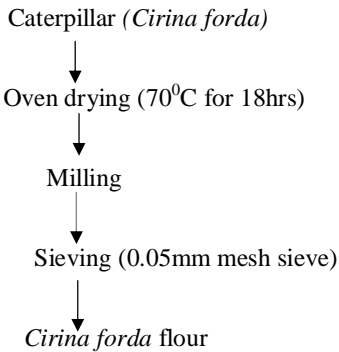 Caterpillar (Cirina forda)
Oven drying (70⁰C for 18hrs)
Milling
Sieving (0.05mm mesh sieve)
Cirina forda flour